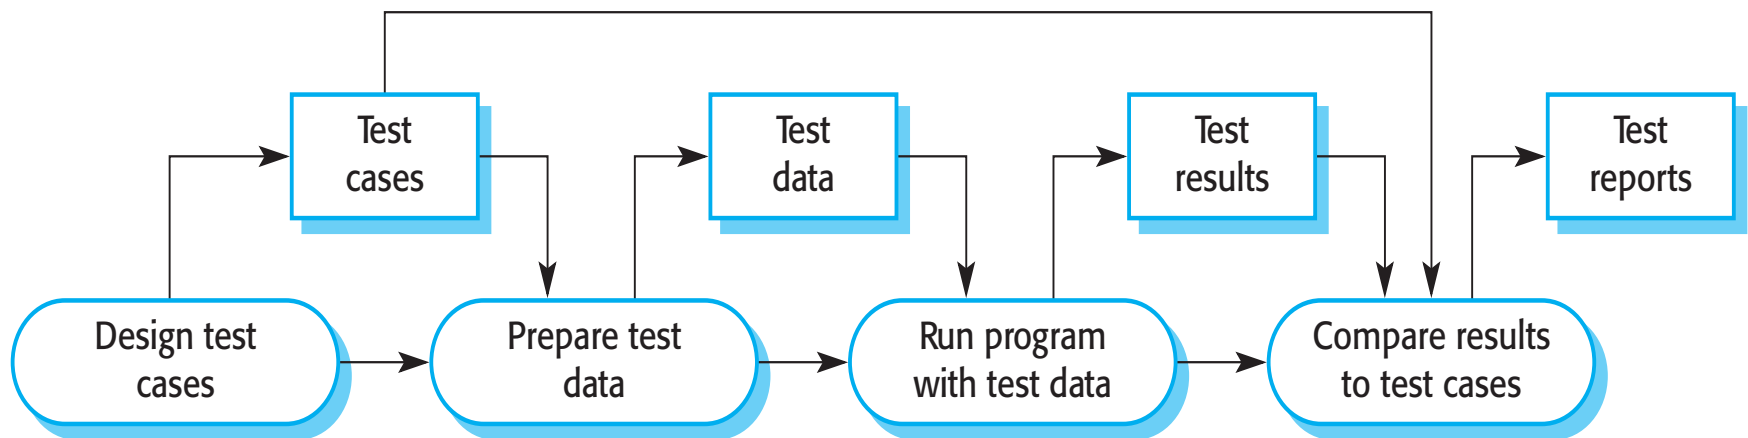 Test
cases
Test
data
Test
results
Test
reports
Design test
cases
Prepare test
data
Run program
with test data
Compare results
to test cases